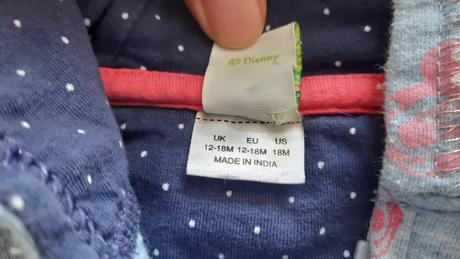 © Disney
UK EU US
12-18M 12-18M 18M
MADE IN INDIA